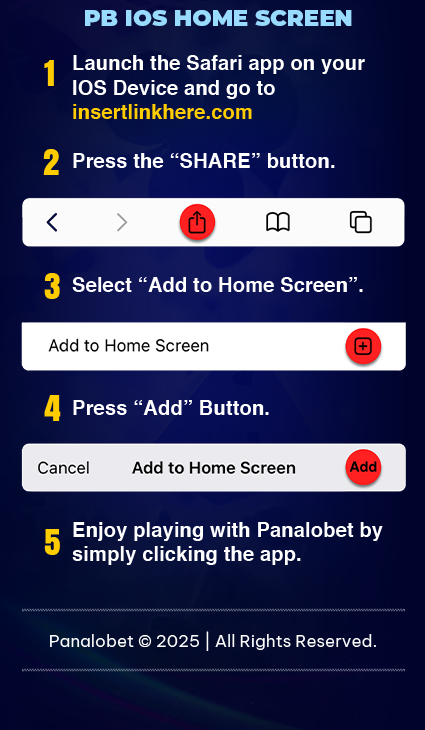 PB IOS HOME SCREEN
1
Launch the Safari app on your
IOS Device and go to
insertlinkhere.com
2
Press the “SHARE” button.
3
Select “Add to Home Screen”.
Add to Home Screen
4
Press “Add” Button.
Cancel Add to Home Screen Add
5
Enjoy playing with Panalobet by
simply clicking the app.
Panalobet © 2025 | All Rights Reserved.